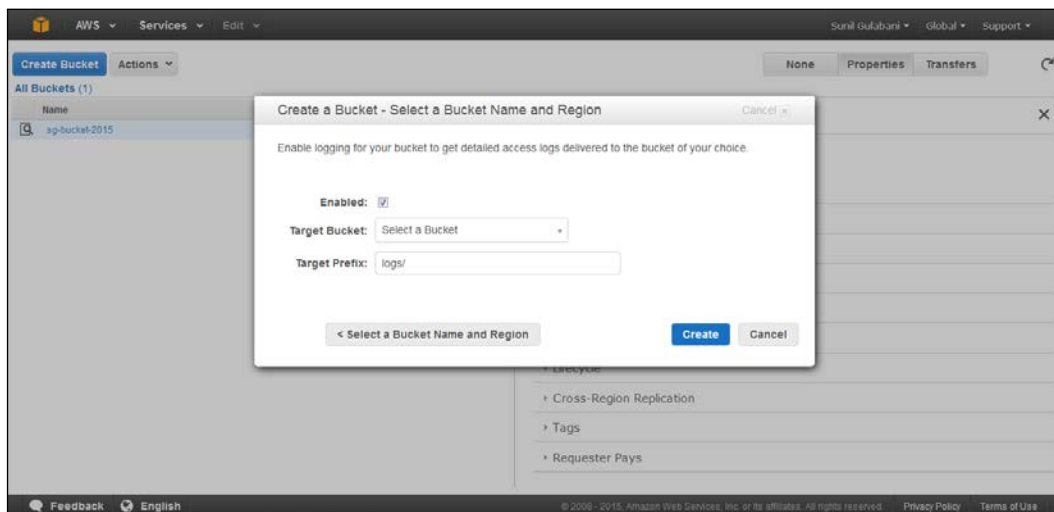 AWS Services Edit Sunil Gulabani Global Support
Create Bucket Actions None Properties Transfers
All Buckets (1)
Name
sg-bucket-2015
Create a Bucket - Select a Bucket Name and Region Cancel x
Enable logging for your bucket to get detailed access logs delivered to the bucket of your choice.
Enabled:
Target Bucket: Select a Bucket
Target Prefix: logs/
< Select a Bucket Name and Region Create Cancel
Lifecycle
Cross-Region Replication
Tags
Requester Pays
Feedback English © 2008 - 2015, Amazon Web Services, Inc. or its affiliates. All rights reserved. Privacy Policy Terms of Use